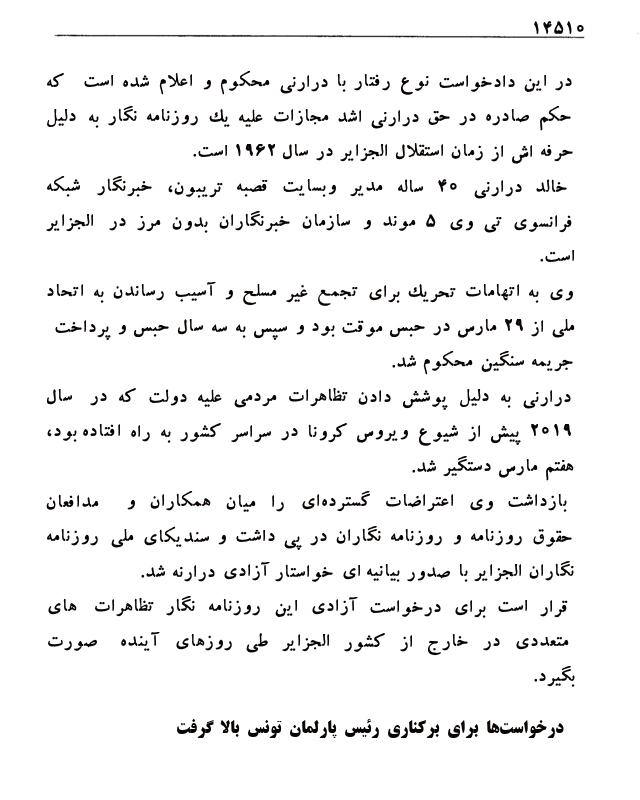 ۱۴۵۱۰
در این دادخواست نوع رفتار با درارنی محکوم و اعلام شده است که
حکم صادره در حق درارنی اشد مجازات علیه یك روزنامه نگار به دلیل
حرفه اش از زمان استقلال الجزایر در سال ۱۹۶۲ است.
خالد درارنی ۴۰ ساله مدیر وبسایت قصبه تریبون، خبرنگار شبکه
فرانسوی تی وی ۵ موند و سازمان خبرنگاران بدون مرز در الجزایر
است.
وی به اتهامات تحریك برای تجمع غیر مسلح و آسیب رساندن به اتحاد
ملی از ۲۹ مارس در حبس موقت بود و سپس به سه سال حبس و پرداخت
جریمه سنگین محکوم شد.
درارنی به دلیل پوشش دادن تظاهرات مردمی علیه دولت که در سال
۲۰۱۹ پیش از شیوع ویروس کرونا در سراسر کشور به راه افتاده بود،
هفتم مارس دستگیر شد.
بازداشت وی اعتراضات گسترده‌ای را میان همکاران و مدافعان
حقوق روزنامه و روزنامه نگاران در پی داشت و سندیکای ملی روزنامه
نگاران الجزایر با صدور بیانیه ای خواستار آزادی درارنه شد.
قرار است برای درخواست آزادی این روزنامه نگار تظاهرات های
متعددی در خارج از کشور الجزایر طی روزهای آینده صورت
بگیرد.
درخواست‌ها برای برکناری رئیس پارلمان تونس بالا گرفت